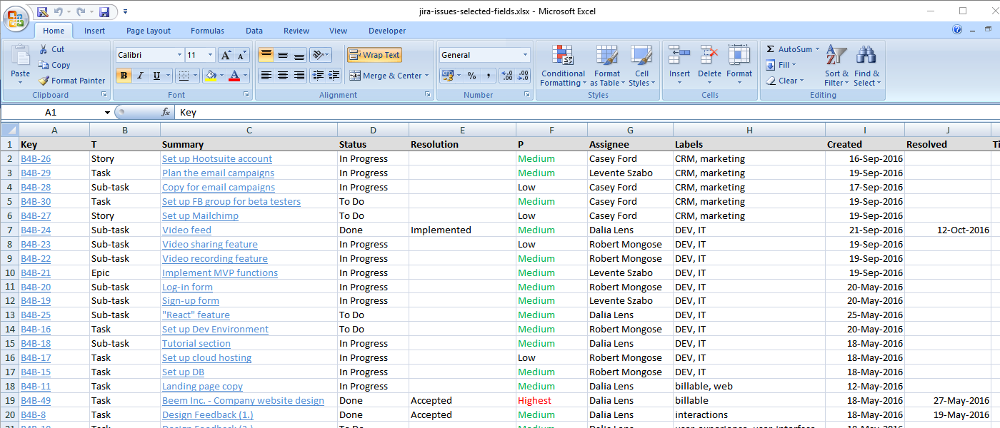 jira-issues-selected-fields.xlsx - Microsoft Excel
Home Insert Page Layout Formulas Data Review View Developer
Cut
Copy
Format Painter
Paste
Clipboard
Calibri 11
B I U A
Font
Wrap Text
Merge & Center
Alignment
General
% ,
Number
Conditional Formatting
Format as Table
Cell Styles
Styles
Insert Delete Format
Cells
Σ AutoSum
Fill
Clear
Sort & Filter
Find & Select
Editing
A1 fx Key
A B C D E F G H I J
1 Key T Summary Status Resolution P Assignee Labels Created Resolved Ti
2 B4B-26 Story Set up Hootsuite account In Progress Medium Casey Ford CRM, marketing 16-Sep-2016
3 B4B-29 Task Plan the email campaigns In Progress Medium Levente Szabo CRM, marketing 19-Sep-2016
4 B4B-28 Sub-task Copy for email campaigns In Progress Low Casey Ford CRM, marketing 17-Sep-2016
5 B4B-30 Task Set up FB group for beta testers To Do Medium Casey Ford CRM, marketing 19-Sep-2016
6 B4B-27 Story Set up Mailchimp To Do Low Casey Ford CRM, marketing 19-Sep-2016
7 B4B-24 Sub-task Video feed Done Implemented Medium Dalia Lens DEV, IT 21-Sep-2016 12-Oct-2016
8 B4B-23 Sub-task Video sharing feature In Progress Low Robert Mongose DEV, IT 19-Sep-2016
9 B4B-22 Sub-task Video recording feature In Progress Medium Robert Mongose DEV, IT 19-Sep-2016
10 B4B-21 Epic Implement MVP functions In Progress Medium Levente Szabo DEV, IT 19-Sep-2016
11 B4B-20 Sub-task Log-in form In Progress Medium Robert Mongose DEV, IT 20-May-2016
12 B4B-19 Sub-task Sign-up form In Progress Medium Levente Szabo DEV, IT 20-May-2016
13 B4B-25 Sub-task "React" feature To Do Medium Dalia Lens DEV, IT 25-May-2016
14 B4B-16 Task Set up Dev Environment To Do Medium Robert Mongose DEV, IT 20-May-2016
15 B4B-18 Sub-task Tutorial section In Progress Medium Dalia Lens DEV, IT 18-May-2016
16 B4B-17 Task Set up cloud hosting In Progress Low Robert Mongose DEV, IT 18-May-2016
17 B4B-15 Task Set up DB In Progress Medium Robert Mongose DEV, IT 18-May-2016
18 B4B-11 Task Landing page copy In Progress Medium Dalia Lens billable, web 12-May-2016
19 B4B-49 Task Beem Inc. - Company website design Done Accepted Highest Dalia Lens billable 18-May-2016 27-May-2016
20 B4B-8 Task Design Feedback (1.) Done Accepted Medium Dalia Lens interactions 18-May-2016 19-May-2016